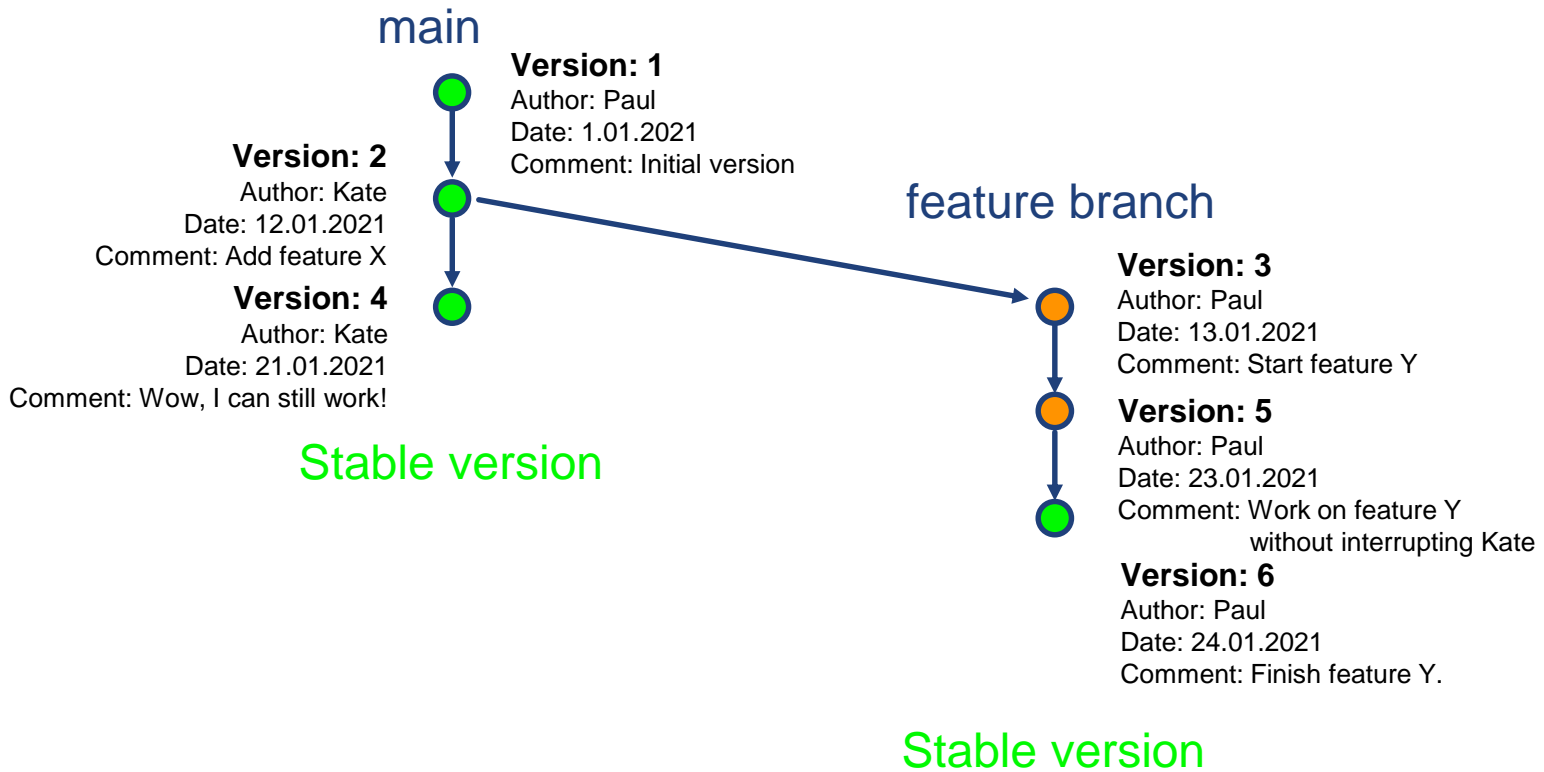 main
Version: 1
Author: Paul
Date: 1.01.2021
Comment: Initial version
Version: 2
Author: Kate
Date: 12.01.2021
Comment: Add feature X
Version: 4
Author: Kate
Date: 21.01.2021
Comment: Wow, I can still work!
Stable version
feature branch
Version: 3
Author: Paul
Date: 13.01.2021
Comment: Start feature Y
Version: 5
Author: Paul
Date: 23.01.2021
Comment: Work on feature Y
without interrupting Kate
Version: 6
Author: Paul
Date: 24.01.2021
Comment: Finish feature Y.
Stable version